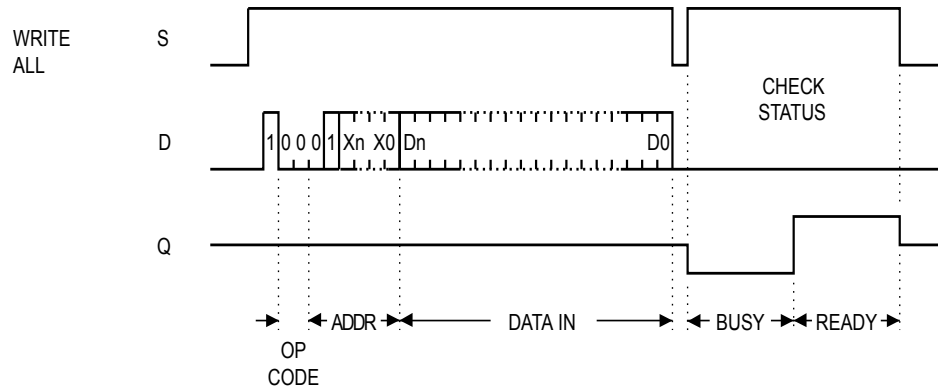 WRITE ALL
S
CHECK STATUS
D
1 0 0 0 1 Xn X0 Dn D0
Q
ADDR DATA IN BUSY READY
OP CODE